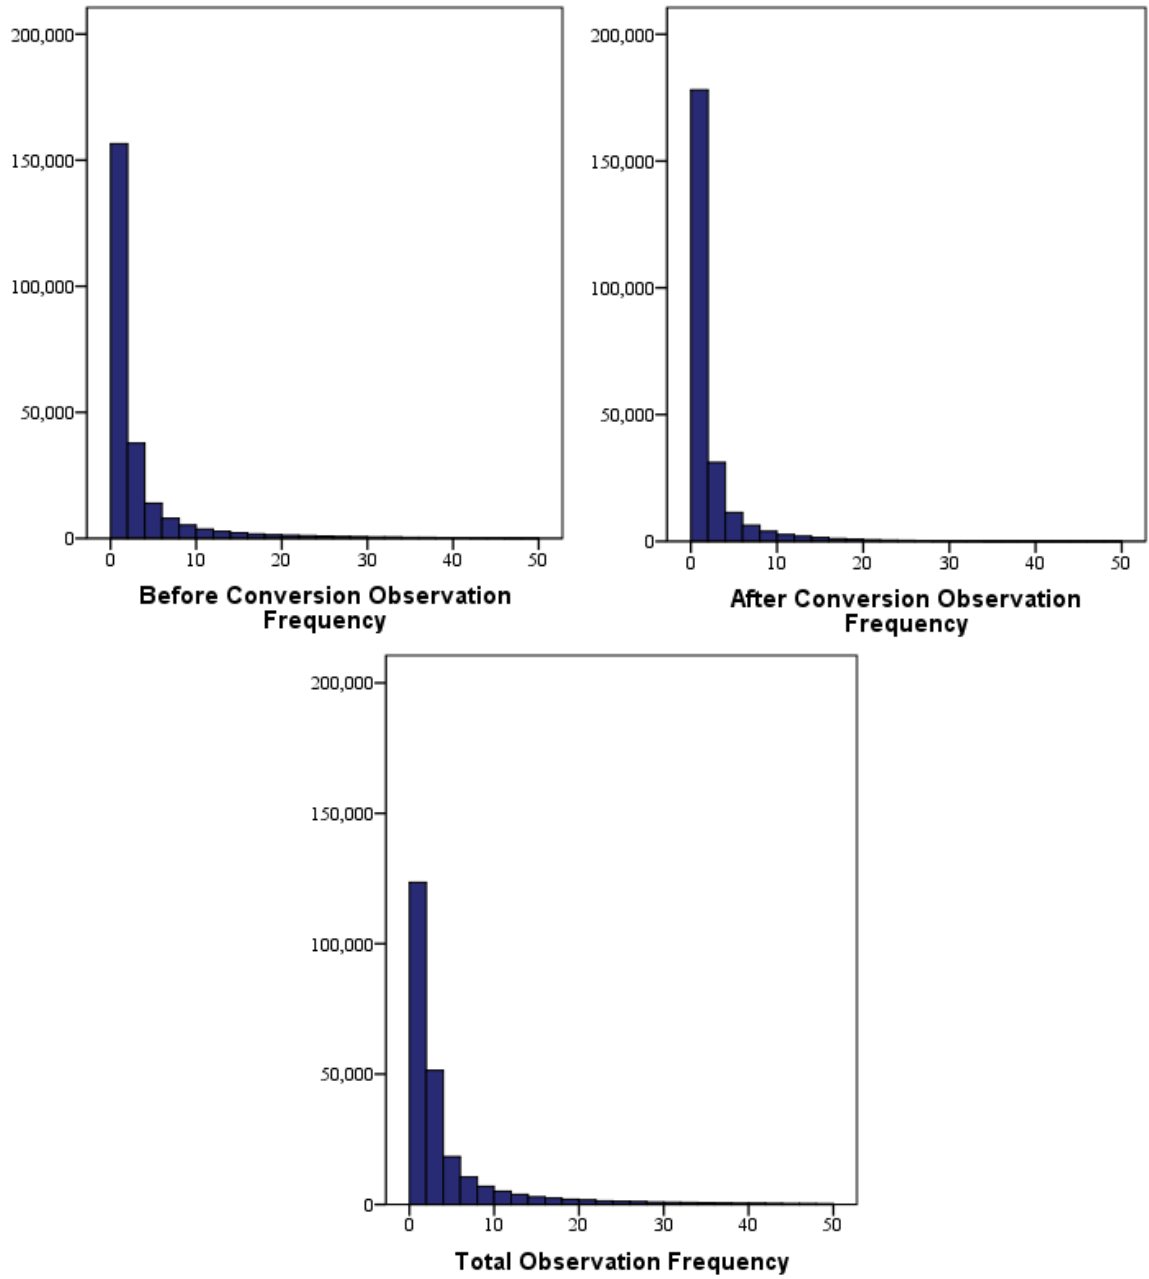 200,000
150,000
100,000
50,000
0
0 10 20 30 40 50
Before Conversion Observation
Frequency
200,000
150,000
100,000
50,000
0
0 10 20 30 40 50
After Conversion Observation
Frequency
200,000
150,000
100,000
50,000
0
0 10 20 30 40 50
Total Observation Frequency